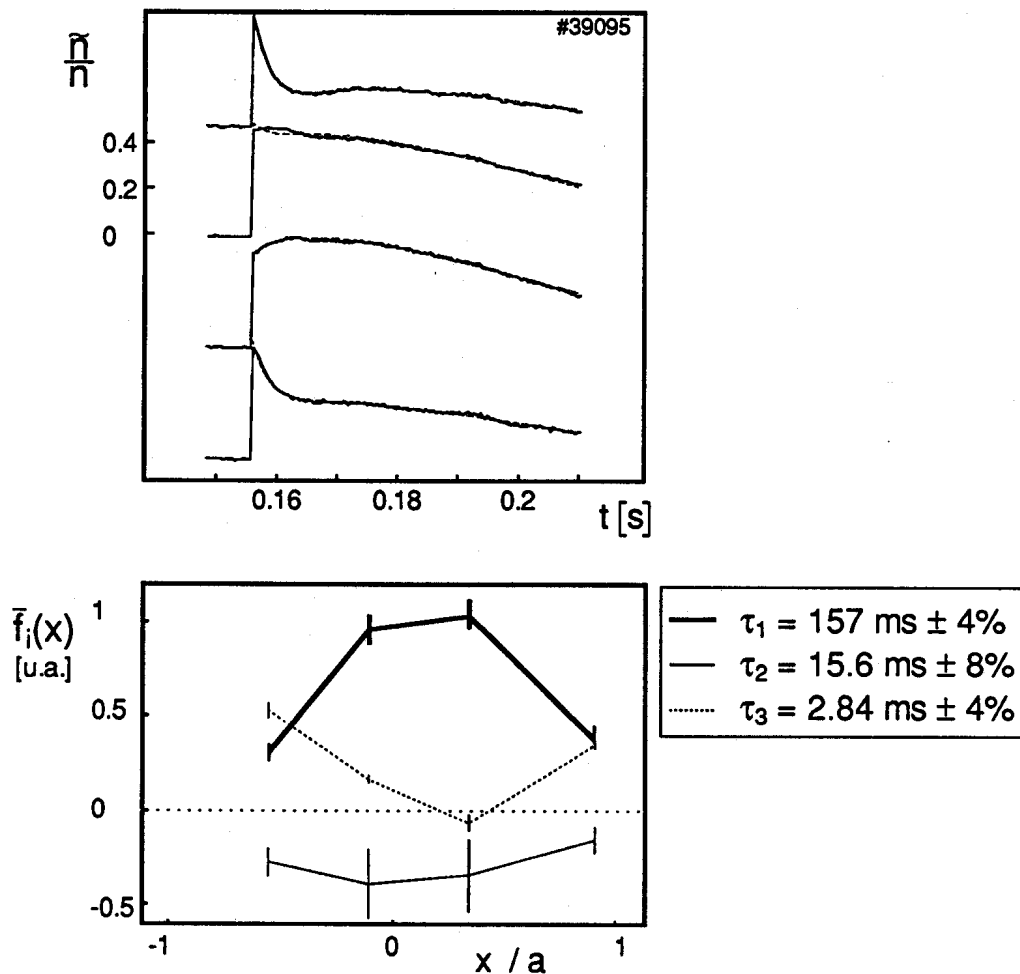 #39095
ñ
n
0.4
0.2
0
0.16
0.18
0.2
t [s]
f̄ᵢ(x)
[u.a.]
1
0.5
0
-0.5
-1
0
1
x / a
τ₁ = 157 ms ± 4%
τ₂ = 15.6 ms ± 8%
τ₃ = 2.84 ms ± 4%